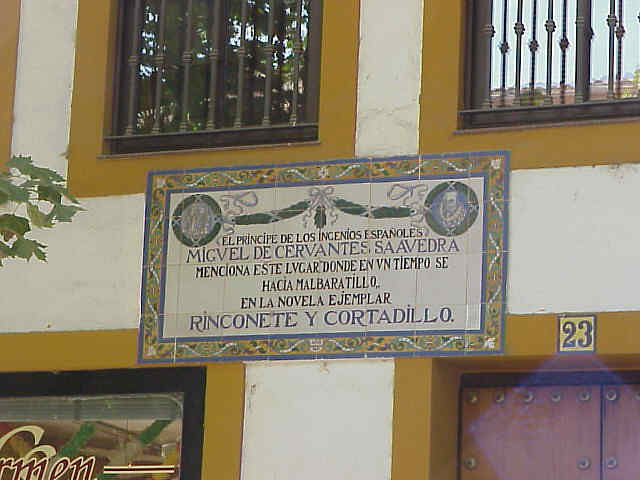 EL PRINCIPE DE LOS INGENIOS ESPAÑOLES
MIGVEL DE CERVANTES SAAVEDRA
MENCIONA ESTE LVGAR DONDE EN VN TIEMPO SE
HACIA MALBARATILLO,
EN LA NOVELA EJEMPLAR
RINCONETE Y CORTADILLO.
23